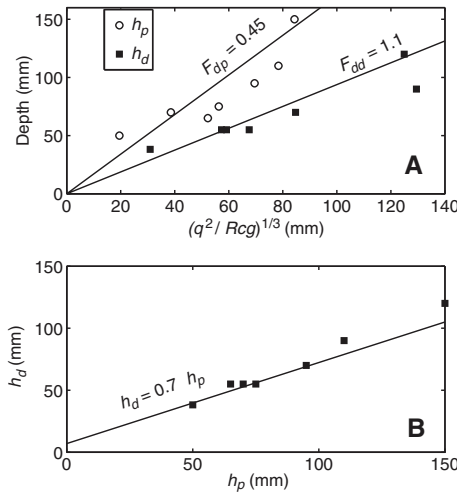 150
100
50
0
Depth (mm)
h_p
h_d
F_dp = 0.45
F_dd = 1.1
A
0 20 40 60 80 100 120 140
(q²/ Rcg)^1/3 (mm)
150
100
50
0
h_d (mm)
h_d = 0.7 h_p
B
0 50 100 150
h_p (mm)